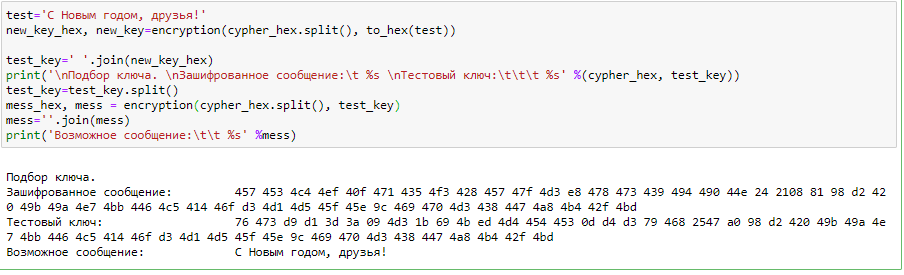 test='С Новым годом, друзья!'
new_key_hex, new_key=encryption(cypher_hex.split(), to_hex(test))
test_key=' '.join(new_key_hex)
print('\nПодбор ключа. \nЗашифрованное сообщение:\t %s \nТестовый ключ:\t\t\t %s' %(cypher_hex, test_key))
test_key=test_key.split()
mess_hex, mess = encryption(cypher_hex.split(), test_key)
mess=''.join(mess)
print('Возможное сообщение:\t\t %s' %mess)
Подбор ключа.
Зашифрованное сообщение: 457 453 4c4 4ef 40f 471 435 4f3 428 457 47f 4d3 e8 478 473 439 494 490 44e 24 2108 81 98 d2 42
0 49b 49a 4e7 4bb 446 4c5 414 46f d3 4d1 4d5 45f 45e 9c 469 470 4d3 438 447 4a8 4b4 42f 4bd
Тестовый ключ: 76 473 d9 d1 3d 3a 09 4d3 1b 69 4b ed 4d4 454 453 0d d4 d3 79 468 2547 a0 98 d2 420 49b 49a 4e
7 4bb 446 4c5 414 46f d3 4d1 4d5 45f 45e 9c 469 470 4d3 438 447 4a8 4b4 42f 4bd
Возможное сообщение: С Новым годом, друзья!